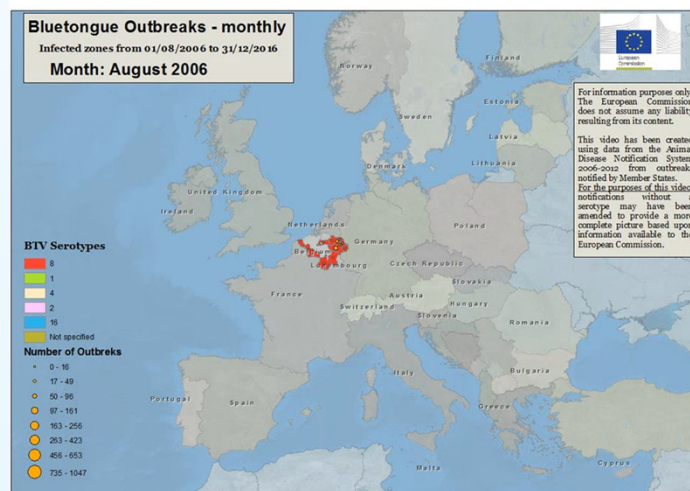 Bluetongue Outbreaks - monthly
Infected zones from 01/08/2006 to 31/12/2016
Month: August 2006
European
Commission
For information purposes only
The European Commission
does not assume any liability
resulting from its content.
This video has been created
using data from the Anima
Disease Notification System
2006-2012 from outbreak
notified by Member States.
For the purposes of this video
notifications without a
serotype may have been
amended to provide a more
complete picture based upon
information available to the
European Commission.
Finland
Norway
Sweden
Estonia
Latvia
Lithuania
Denmark
United Kingdom
Ireland
Netherlands
Germany
Poland
Luxembourg
Czech Republic
Slovakia
France
Austria
Switzerland
Hungary
Slovenia
Romania
Italy
Bulgaria
Portugal
Spain
Greece
Malta
Cyprus
BTV Serotypes
8
1
4
2
16
Not specified
Number of Outbreks
0 - 16
17 - 49
50 - 96
97 - 161
163 - 256
263 - 423
456 - 653
735 - 1047